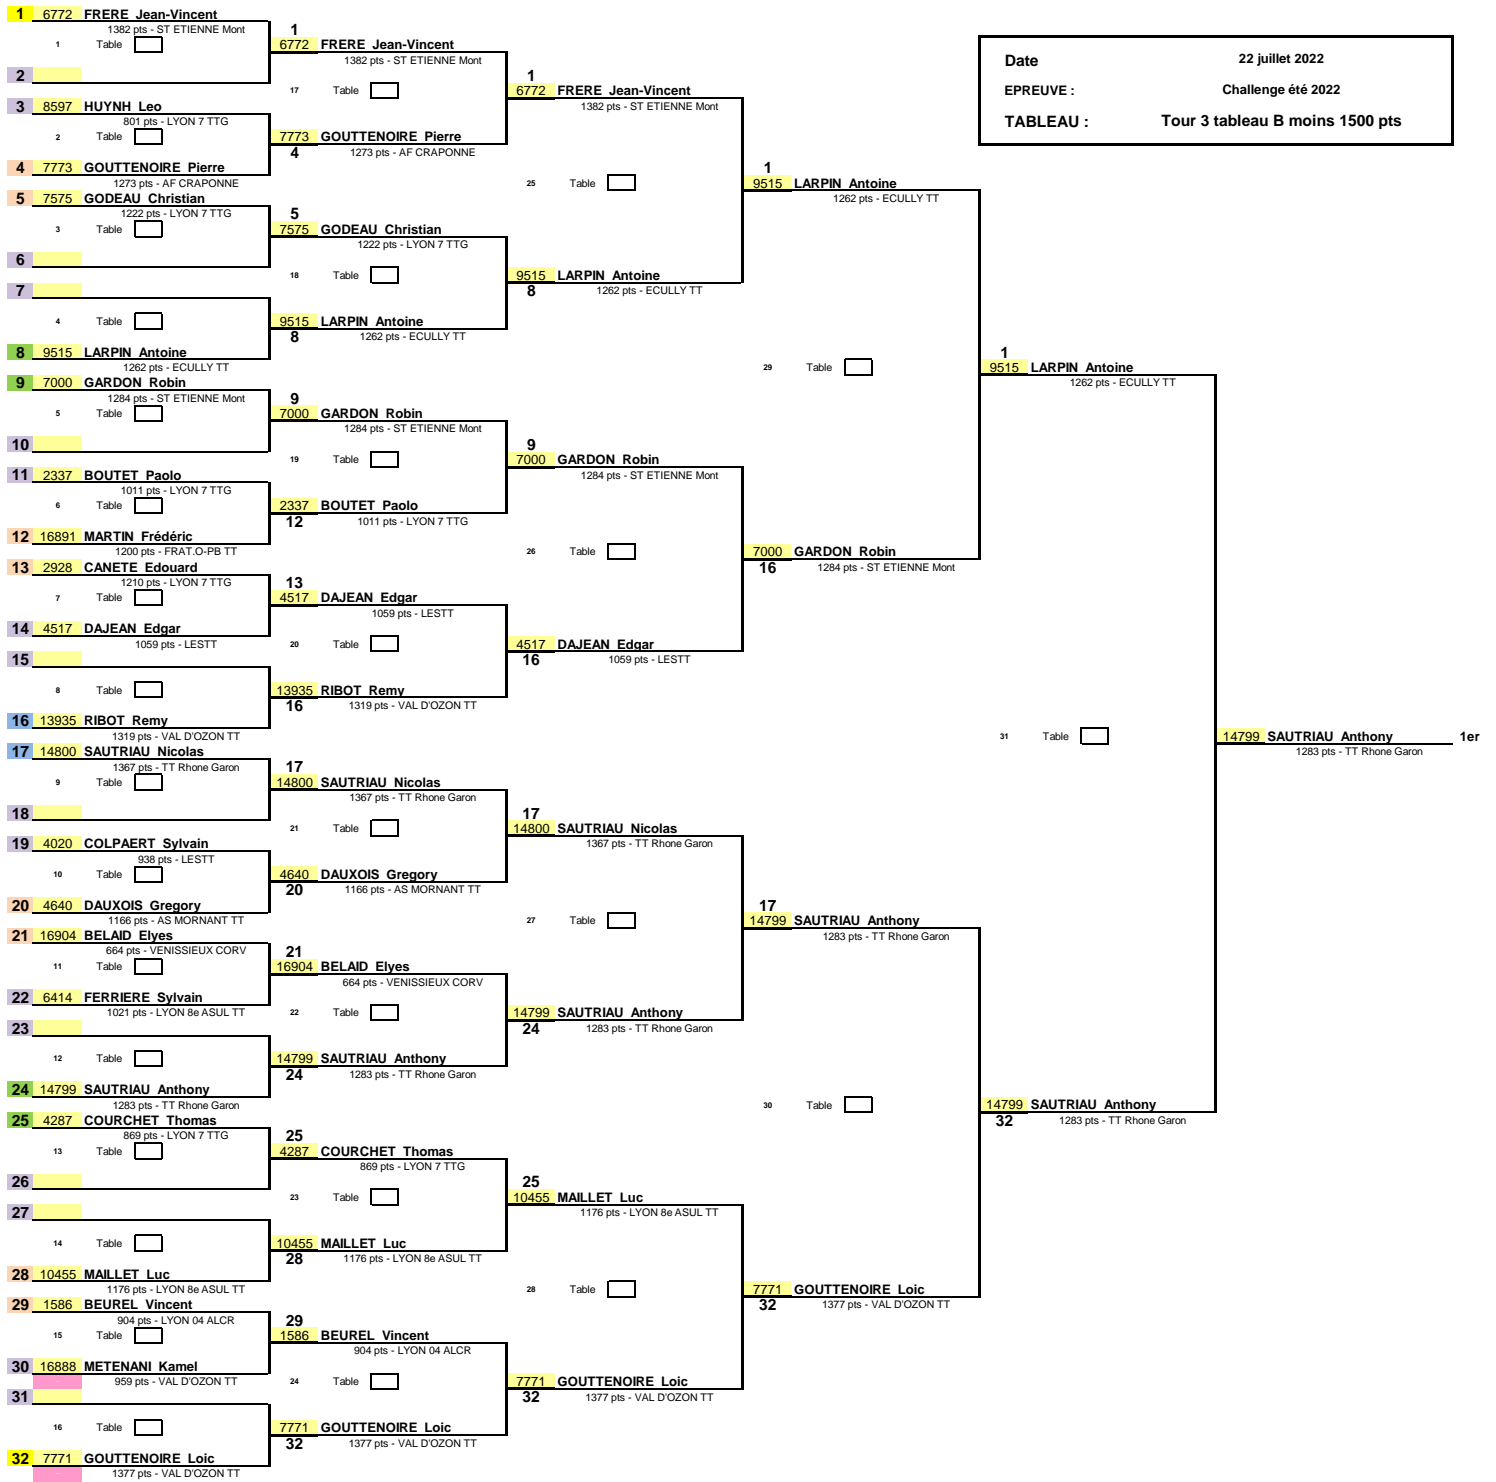 Date 22 juillet 2022
EPREUVE : Challenge été 2022
TABLEAU : Tour 3 tableau B moins 1500 pts
1 6772 FRERE Jean-Vincent
1382 pts - ST ETIENNE Mont
1 Table
2
3 8597 HUYNH Leo
801 pts - LYON 7 TTG
2 Table
4 7773 GOUTTENOIRE Pierre
1273 pts - AF CRAPONNE
5 7575 GODEAU Christian
1222 pts - LYON 7 TTG
3 Table
6
7
4 Table
8 9515 LARPIN Antoine
1262 pts - ECULLY TT
9 7000 GARDON Robin
1284 pts - ST ETIENNE Mont
5 Table
10
11 2337 BOUTET Paolo
1011 pts - LYON 7 TTG
6 Table
12 16891 MARTIN Frédéric
1200 pts - FRAT.O-PB TT
13 2928 CANETE Edouard
1210 pts - LYON 7 TTG
7 Table
14 4517 DAJEAN Edgar
1059 pts - LESTT
15
8 Table
16 13935 RIBOT Remy
1319 pts - VAL D'OZON TT
17 14800 SAUTRIAU Nicolas
1367 pts - TT Rhone Garon
9 Table
18
19 4020 COLPAERT Sylvain
938 pts - LESTT
10 Table
20 4640 DAUXOIS Gregory
1166 pts - AS MORNANT TT
21 16904 BELAID Elyes
664 pts - VENISSIEUX CORV
11 Table
22 6414 FERRIERE Sylvain
1021 pts - LYON 8e ASUL TT
23
12 Table
24 14799 SAUTRIAU Anthony
1283 pts - TT Rhone Garon
25 4287 COURCHET Thomas
869 pts - LYON 7 TTG
13 Table
26
27
14 Table
28 10455 MAILLET Luc
1176 pts - LYON 8e ASUL TT
29 1586 BEUREL Vincent
904 pts - LYON 04 ALCR
15 Table
30 16888 METENANI Kamel
959 pts - VAL D'OZON TT
31
16 Table
32 7771 GOUTTENOIRE Loic
1377 pts - VAL D'OZON TT
1
6772 FRERE Jean-Vincent
1382 pts - ST ETIENNE Mont
17 Table
7773 GOUTTENOIRE Pierre
4 1273 pts - AF CRAPONNE
5
7575 GODEAU Christian
1222 pts - LYON 7 TTG
18 Table
9515 LARPIN Antoine
8 1262 pts - ECULLY TT
9
7000 GARDON Robin
1284 pts - ST ETIENNE Mont
19 Table
2337 BOUTET Paolo
12 1011 pts - LYON 7 TTG
13
4517 DAJEAN Edgar
1059 pts - LESTT
20 Table
13935 RIBOT Remy
16 1319 pts - VAL D'OZON TT
17
14800 SAUTRIAU Nicolas
1367 pts - TT Rhone Garon
21 Table
4640 DAUXOIS Gregory
20 1166 pts - AS MORNANT TT
21
16904 BELAID Elyes
664 pts - VENISSIEUX CORV
22 Table
14799 SAUTRIAU Anthony
24 1283 pts - TT Rhone Garon
25
4287 COURCHET Thomas
869 pts - LYON 7 TTG
23 Table
10455 MAILLET Luc
28 1176 pts - LYON 8e ASUL TT
29
1586 BEUREL Vincent
904 pts - LYON 04 ALCR
24 Table
7771 GOUTTENOIRE Loic
32 1377 pts - VAL D'OZON TT
1
6772 FRERE Jean-Vincent
1382 pts - ST ETIENNE Mont
25 Table
9515 LARPIN Antoine
8 1262 pts - ECULLY TT
9
7000 GARDON Robin
1284 pts - ST ETIENNE Mont
26 Table
4517 DAJEAN Edgar
16 1059 pts - LESTT
17
14800 SAUTRIAU Nicolas
1367 pts - TT Rhone Garon
27 Table
14799 SAUTRIAU Anthony
24 1283 pts - TT Rhone Garon
25
10455 MAILLET Luc
1176 pts - LYON 8e ASUL TT
28 Table
7771 GOUTTENOIRE Loic
32 1377 pts - VAL D'OZON TT
1
9515 LARPIN Antoine
1262 pts - ECULLY TT
29 Table
7000 GARDON Robin
16 1284 pts - ST ETIENNE Mont
17
14799 SAUTRIAU Anthony
1283 pts - TT Rhone Garon
30 Table
7771 GOUTTENOIRE Loic
32 1377 pts - VAL D'OZON TT
1
9515 LARPIN Antoine
1262 pts - ECULLY TT
31 Table
14799 SAUTRIAU Anthony
32 1283 pts - TT Rhone Garon
14799 SAUTRIAU Anthony 1er
1283 pts - TT Rhone Garon